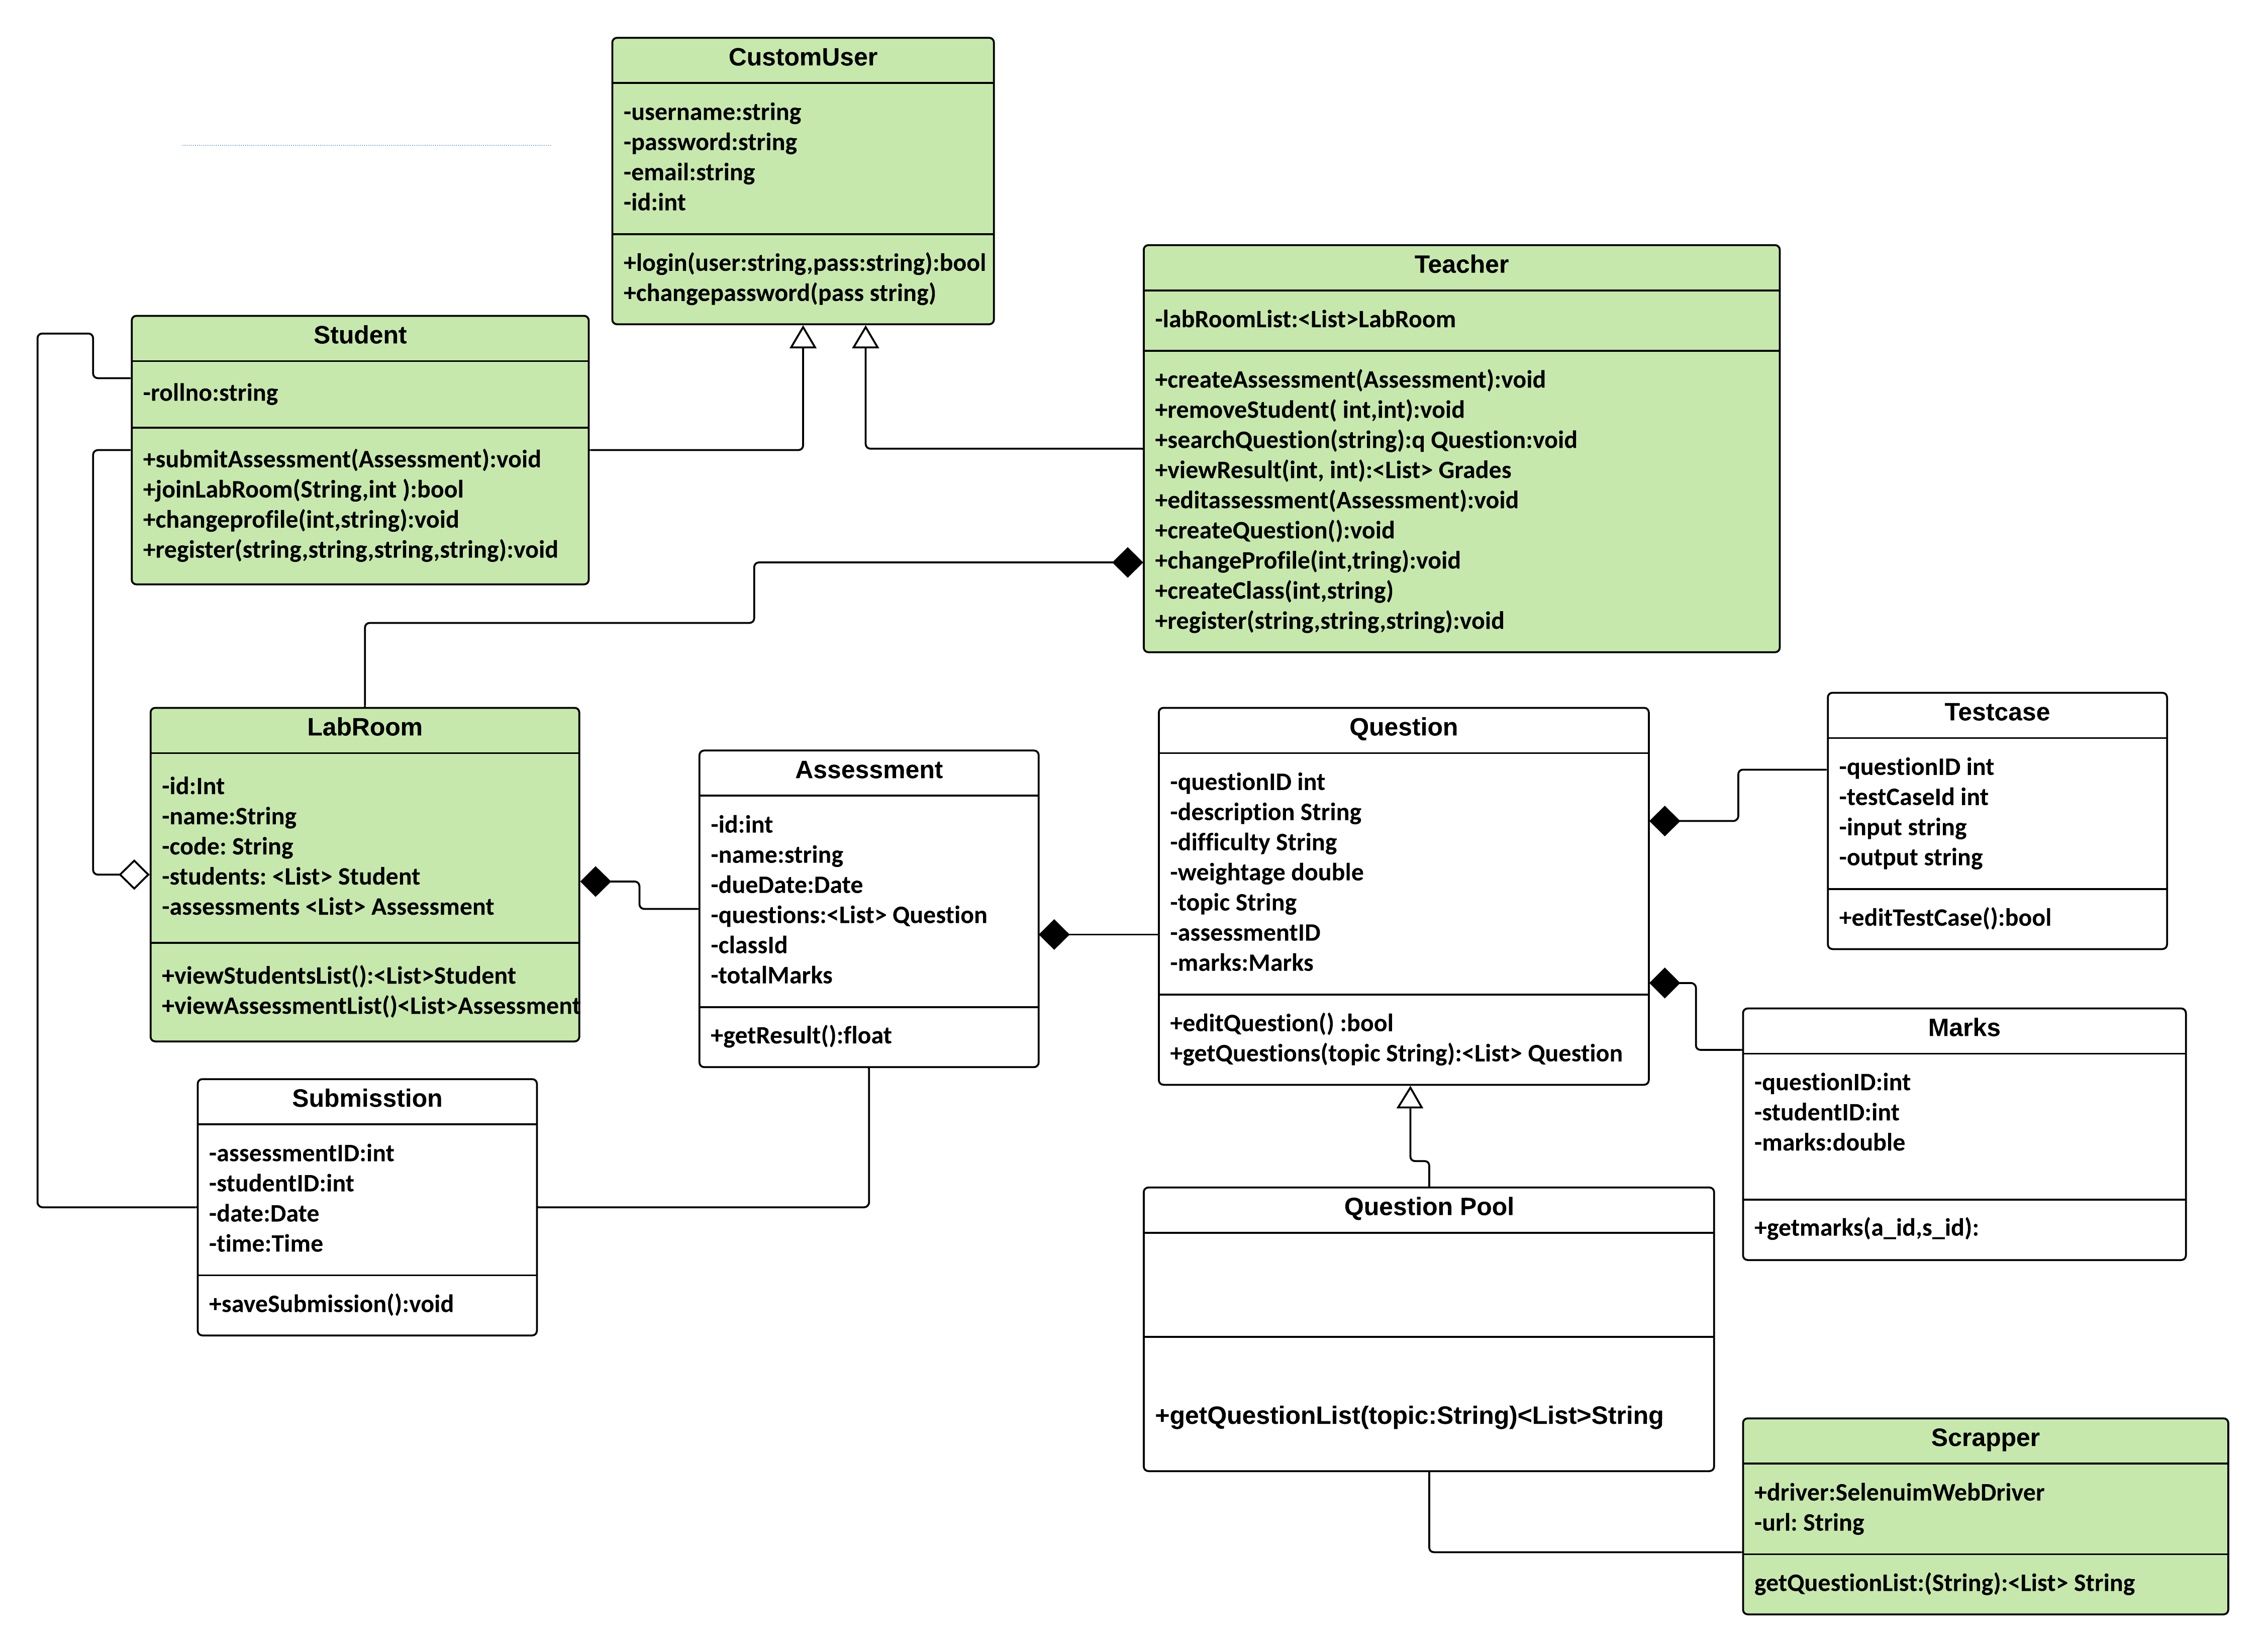 CustomUser
-username:string
-password:string
-email:string
-id:int
+login(user:string,pass:string):bool
+changepassword(pass string)
Teacher
-labRoomList:<List>LabRoom
+createAssessment(Assessment):void
+removeStudent( int,int):void
+searchQuestion(string):q Question:void
+viewResult(int, int):<List> Grades
+editassessment(Assessment):void
+createQuestion():void
+changeProfile(int,tring):void
+createClass(int,string)
+register(string,string,string):void
Student
-rollno:string
+submitAssessment(Assessment):void
+joinLabRoom(String,int ):bool
+changeprofile(int,string):void
+register(string,string,string,string):void
LabRoom
-id:Int
-name:String
-code: String
-students: <List> Student
-assessments <List> Assessment
+viewStudentsList():<List>Student
+viewAssessmentList()<List>Assessment
Assessment
-id:int
-name:string
-dueDate:Date
-questions:<List> Question
-classId
-totalMarks
+getResult():float
Question
-questionID int
-description String
-difficulty String
-weightage double
-topic String
-assessmentID
-marks:Marks
+editQuestion() :bool
+getQuestions(topic String):<List> Question
Testcase
-questionID int
-testCaseId int
-input string
-output string
+editTestCase():bool
Marks
-questionID:int
-studentID:int
-marks:double
+getmarks(a_id,s_id):
Submisstion
-assessmentID:int
-studentID:int
-date:Date
-time:Time
+saveSubmission():void
Question Pool
+getQuestionList(topic:String)<List>String
Scrapper
+driver:SelenuimWebDriver
-url: String
getQuestionList:(String):<List> String